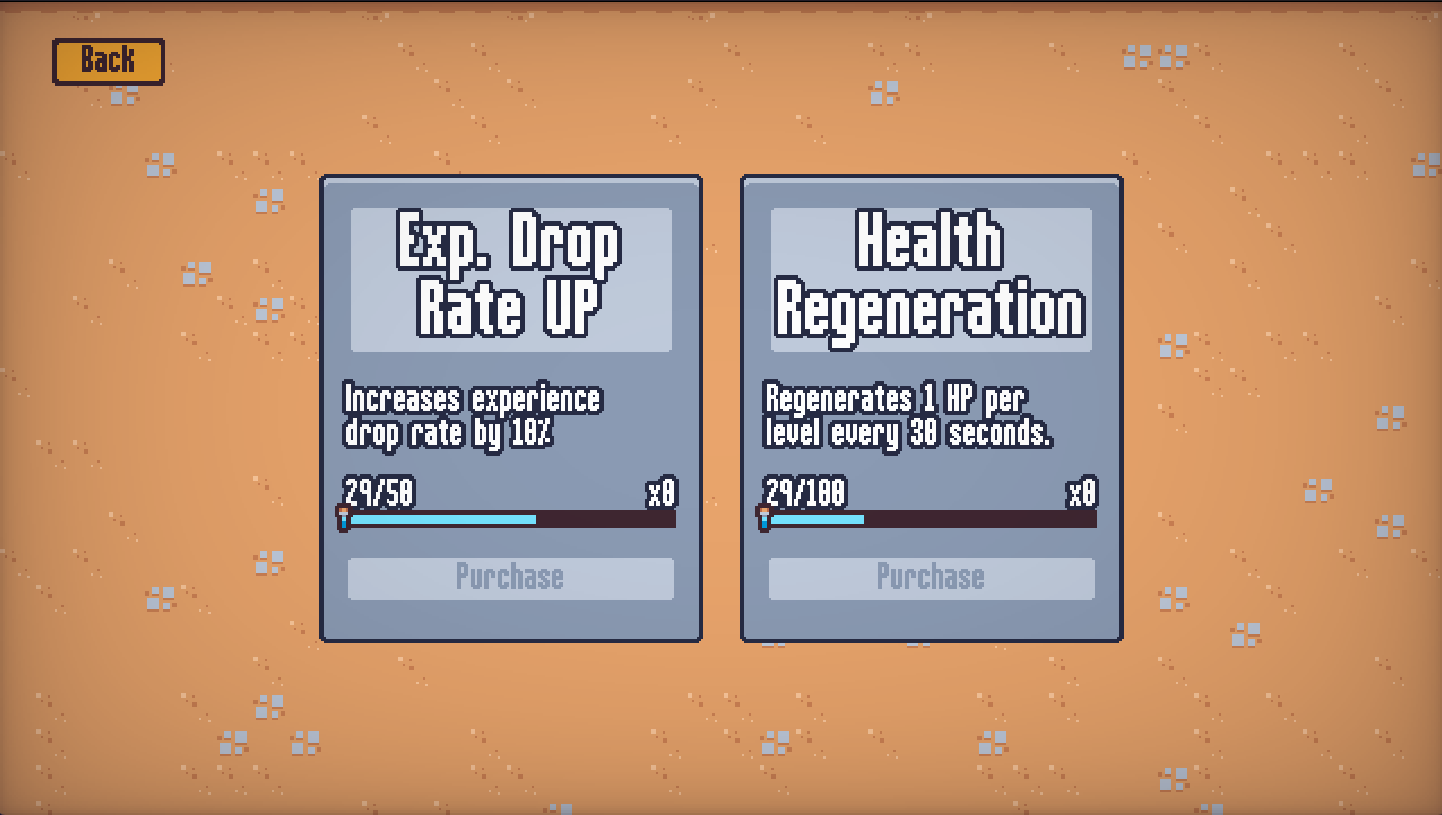 Back
Exp. Drop
Rate UP
Increases experience
drop rate by 10%
29/50
x0
Purchase
Health
Regeneration
Regenerates 1 HP per
level every 30 seconds.
29/100
x0
Purchase